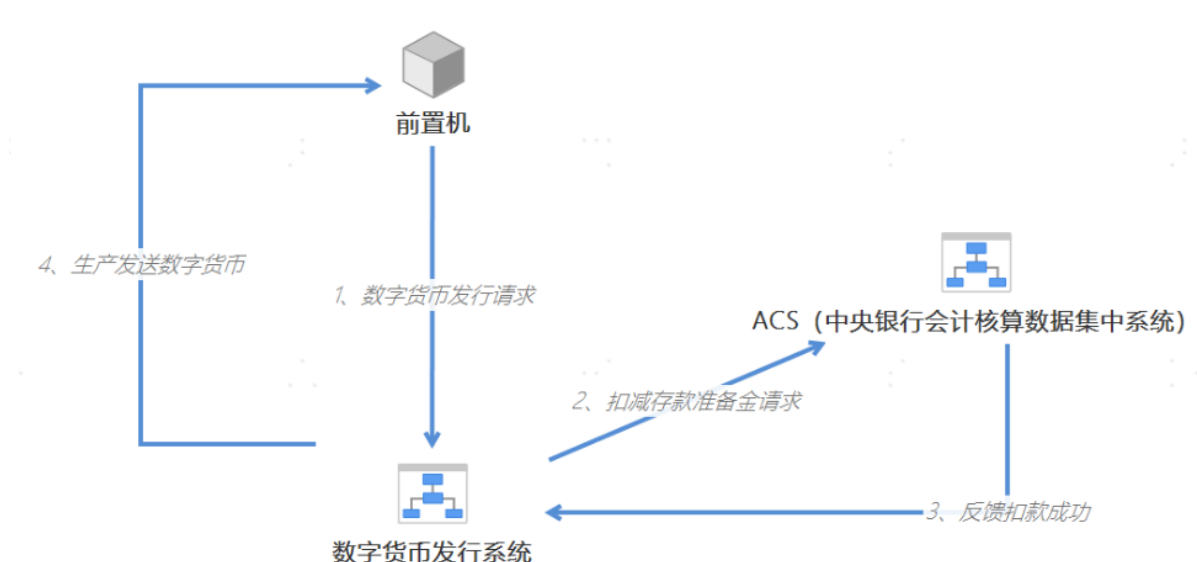 前置机
4、生产发送数字货币
1、数字货币发行请求
ACS（中央银行会计核算数据集中系统）
2、扣减存款准备金请求
3、反馈扣款成功
数字货币发行系统